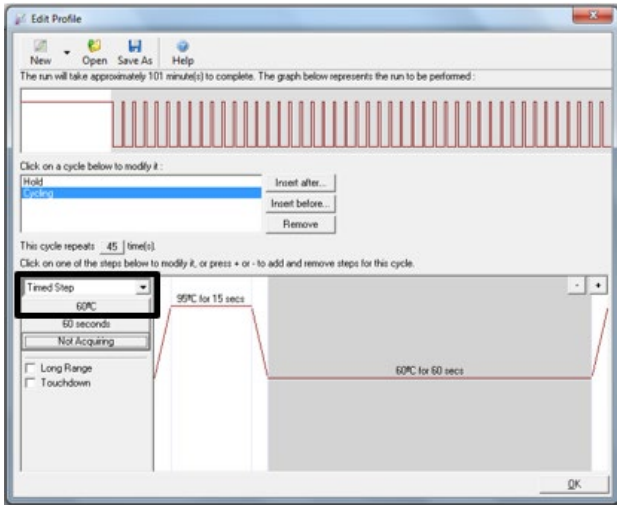 Edit Profile
New Open Save As Help
The run will take approximately 101 minute(s) to complete. The graph below represents the run to be performed :
Click on a cycle below to modify it :
Hold
Cycling
Insert after...
Insert before...
Remove
This cycle repeats 45 time(s).
Click on one of the steps below to modify it, or press + or - to add and remove steps for this cycle.
Timed Step
60ºC
60 seconds
Not Acquiring
Long Range
Touchdown
95ºC for 15 secs
60ºC for 60 secs
- +
OK